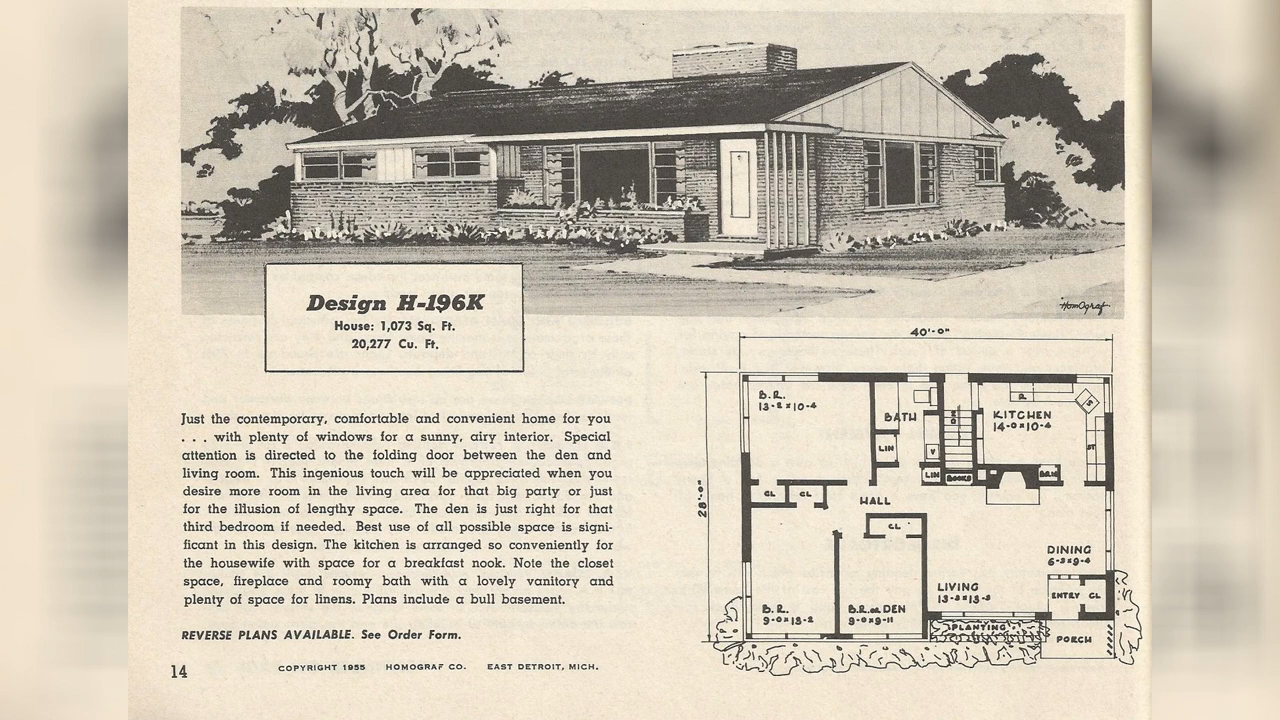 HomOgraf
Design H-196K
House: 1,073 Sq. Ft.
20,277 Cu. Ft.
Just the contemporary, comfortable and convenient home for you
. . . with plenty of windows for a sunny, airy interior. Special
attention is directed to the folding door between the den and
living room. This ingenious touch will be appreciated when you
desire more room in the living area for that big party or just
for the illusion of lengthy space. The den is just right for that
third bedroom if needed. Best use of all possible space is signi-
ficant in this design. The kitchen is arranged so conveniently for
the housewife with space for a breakfast nook. Note the closet
space, fireplace and roomy bath with a lovely vanitory and
plenty of space for linens. Plans include a bull basement.
REVERSE PLANS AVAILABLE. See Order Form.
14
COPYRIGHT 1955 HOMOGRAF CO. EAST DETROIT, MICH.
40'-0"
28'-0"
B.R.
13-2 x 10-4
BATH
LIN
V
LIN
BOOKS
KITCHEN
14-0 x 10-4
R
S
ST
CL
CL
HALL
CL
DINING
6-3 x 9-4
LIVING
13-3 x 13-3
ENTRY
CL
B.R.
9-0 x 13-2
B.R. or DEN
9-0 x 9-11
PLANTING
PORCH